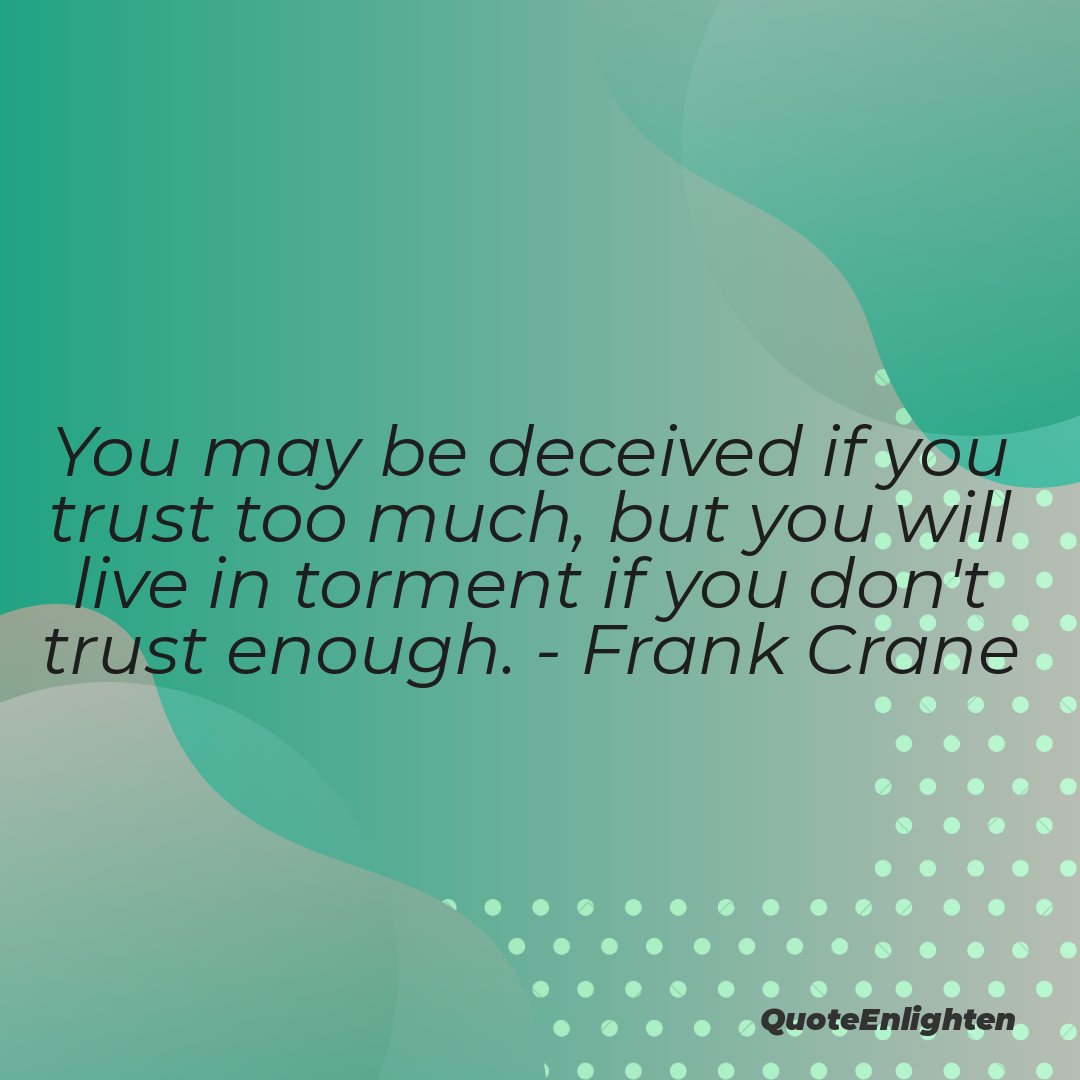 You may be deceived if you
trust too much, but you will
live in torment if you don't
trust enough. - Frank Crane
QuoteEnlighten